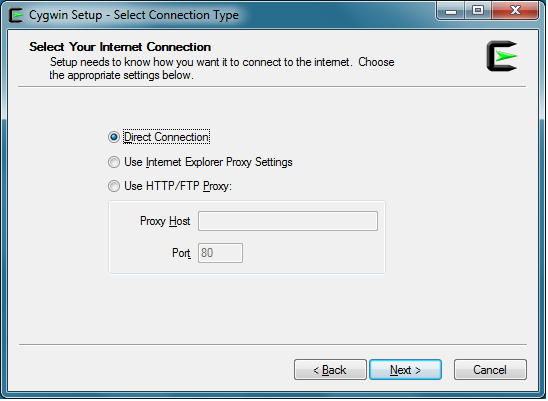 Cygwin Setup - Select Connection Type
Select Your Internet Connection
Setup needs to know how you want it to connect to the internet. Choose
the appropriate settings below.
Direct Connection
Use Internet Explorer Proxy Settings
Use HTTP/FTP Proxy:
Proxy Host
Port 80
< Back Next > Cancel